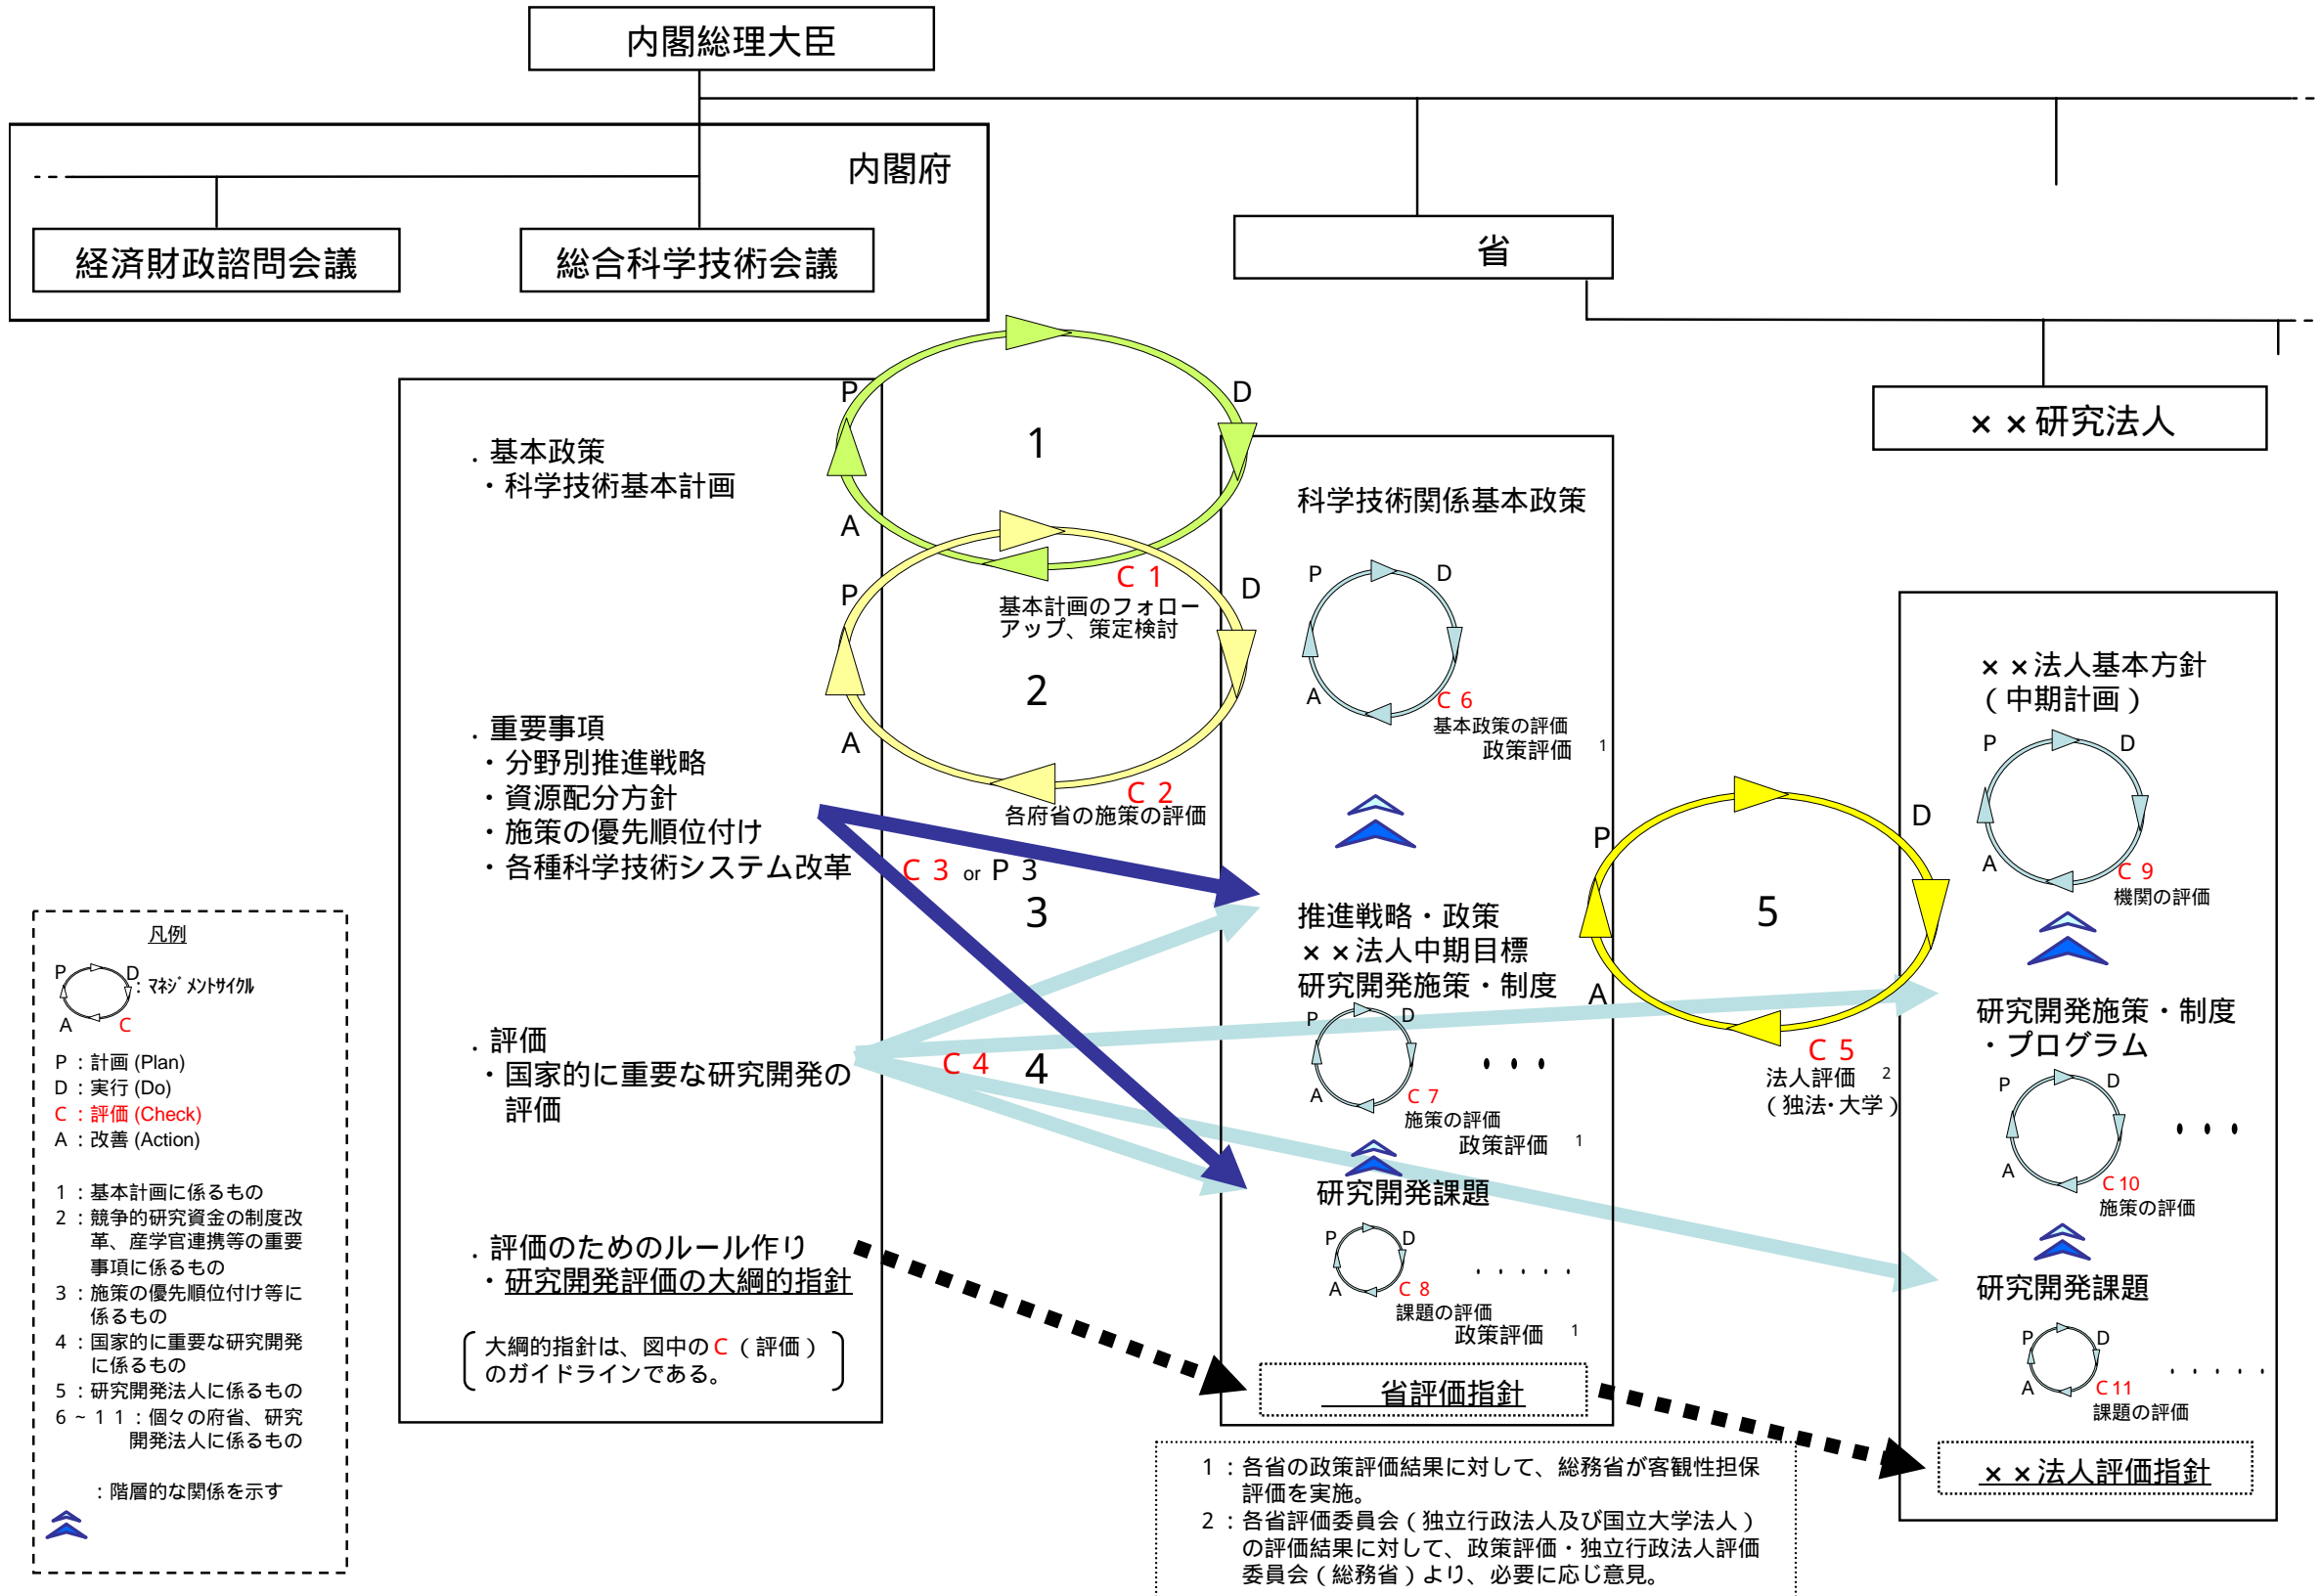 内閣総理大臣
内閣府
経済財政諮問会議
総合科学技術会議
省
××研究法人
．基本政策
・科学技術基本計画
．重要事項
・分野別推進戦略
・資源配分方針
・施策の優先順位付け
・各種科学技術システム改革
．評価
・国家的に重要な研究開発の
評価
．評価のためのルール作り
・研究開発評価の大綱的指針
大綱的指針は、図中のC（評価）
のガイドラインである。
P
D
1
A
C 1
基本計画のフォロー
アップ、策定検討
P
D
2
A
C 2
各府省の施策の評価
C 3 or P 3
3
C 4
4
科学技術関係基本政策
P
D
A
C 6
基本政策の評価
政策評価 1
推進戦略・政策
××法人中期目標
研究開発施策・制度
P
D
A
C 7
・・・
施策の評価
政策評価 1
研究開発課題
P
D
A
C 8
・・・・・
課題の評価
政策評価 1
省評価指針
P
D
5
A
C 5
法人評価 2
（独法・大学）
××法人基本方針
（中期計画）
P
D
A
C 9
機関の評価
研究開発施策・制度
・プログラム
P
D
A
C 10
・・・
施策の評価
研究開発課題
P
D
A
C 11
・・・・・
課題の評価
××法人評価指針
凡例
P
D
：ﾏﾈｼﾞﾒﾝﾄｻｲｸﾙ
A
C
P：計画 (Plan)
D：実行 (Do)
C：評価 (Check)
A：改善 (Action)
1：基本計画に係るもの
2：競争的研究資金の制度改
革、産学官連携等の重要
事項に係るもの
3：施策の優先順位付け等に
係るもの
4：国家的に重要な研究開発
に係るもの
5：研究開発法人に係るもの
6～11：個々の府省、研究
開発法人に係るもの
：階層的な関係を示す
1：各省の政策評価結果に対して、総務省が客観性担保
評価を実施。
2：各省評価委員会（独立行政法人及び国立大学法人）
の評価結果に対して、政策評価・独立行政法人評価
委員会（総務省）より、必要に応じ意見。